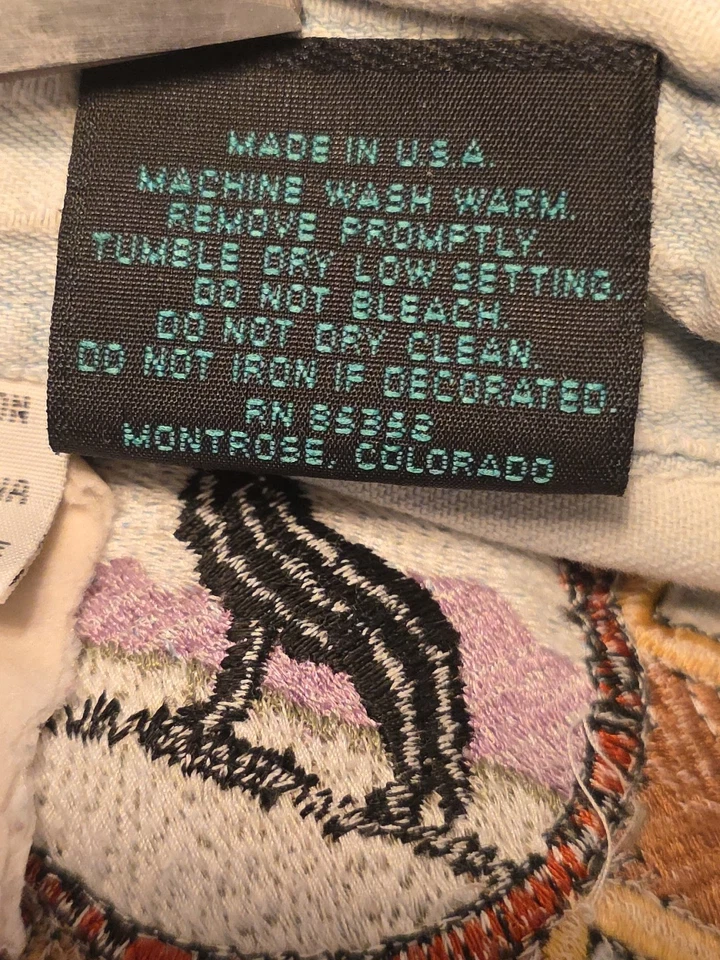 MADE IN U.S.A.
MACHINE WASH WARM.
REMOVE PROMPTLY.
TUMBLE DRY LOW SETTING.
DO NOT BLEACH.
DO NOT DRY CLEAN.
DO NOT IRON IF DECORATED.
RN
MONTROSE, COLORADO